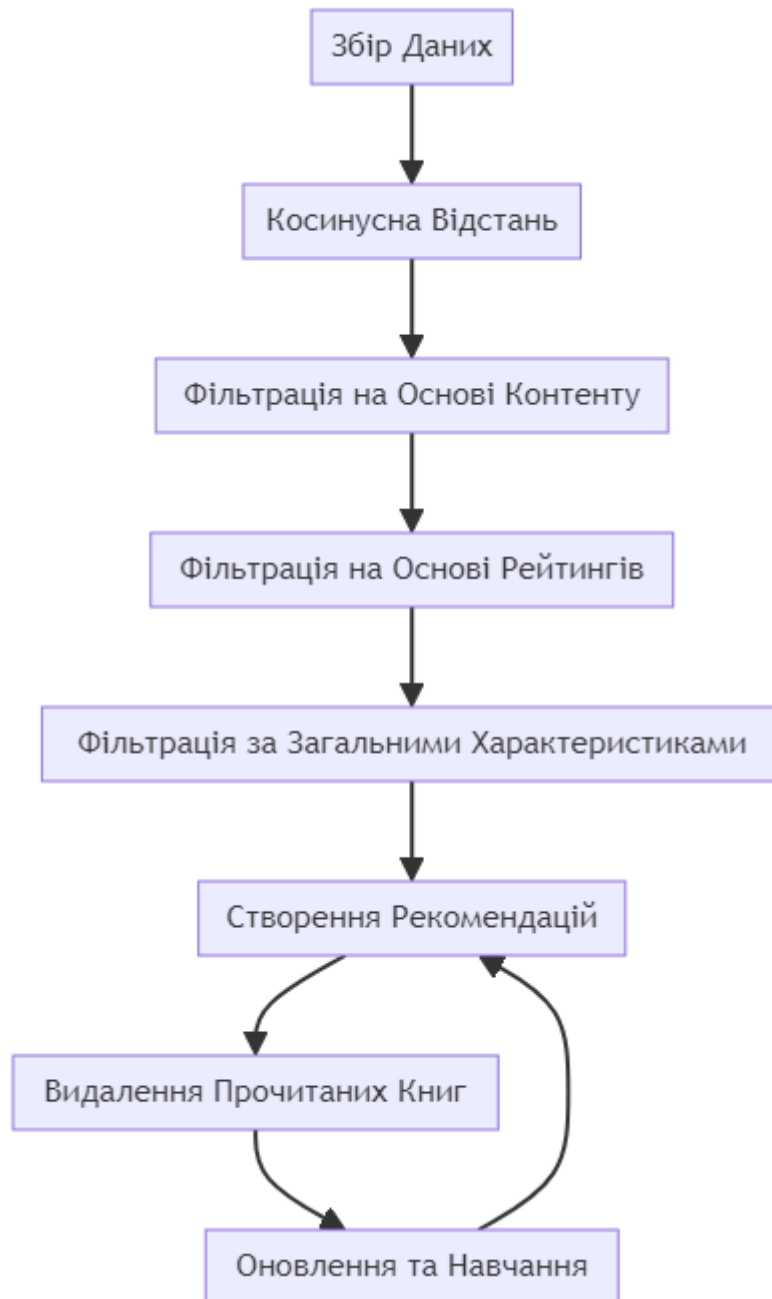 Збір Даних
Косинусна Відстань
Фільтрація на Основі Контенту
Фільтрація на Основі Рейтингів
Фільтрація за Загальними Характеристиками
Створення Рекомендацій
Видалення Прочитаних Книг
Оновлення та Навчання